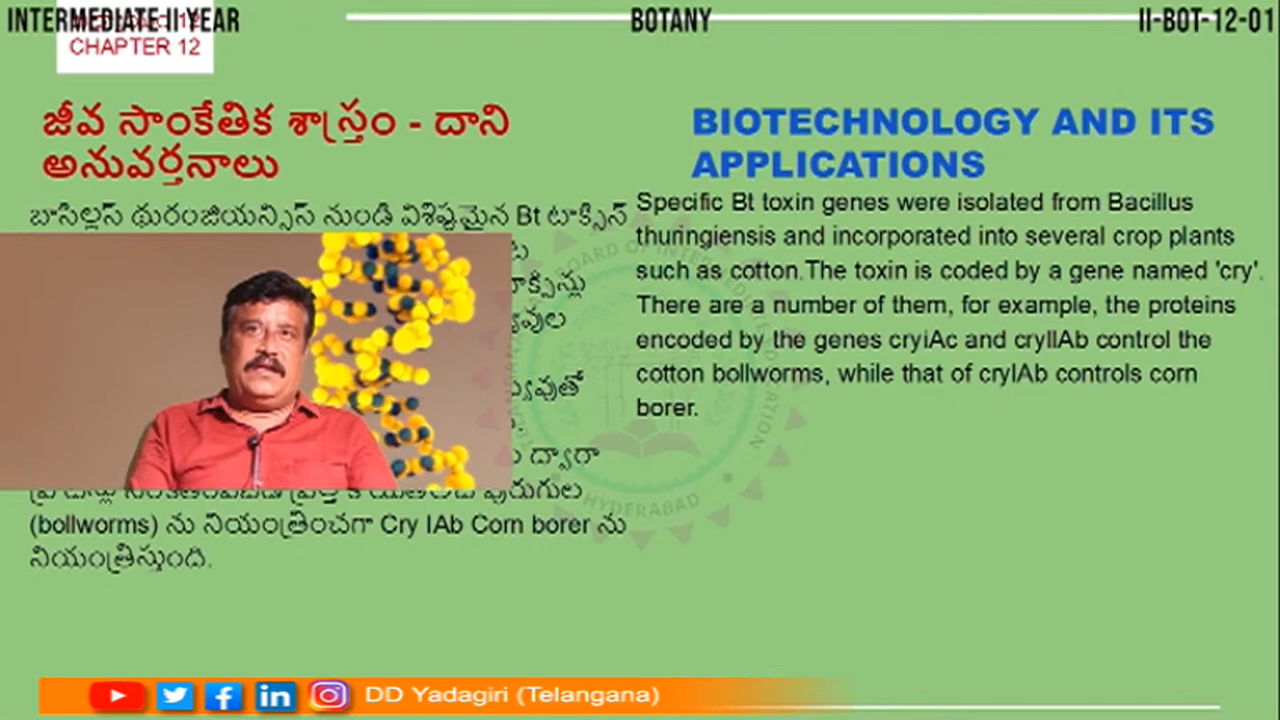 INTERMEDIATE II YEAR
BOTANY
II-BOT-12-01
CHAPTER 12
జీవ సాంకేతిక శాస్త్రం - దాని
అనువర్తనాలు
బాసిల్లస్ థురంజియన్సిస్ నుండి విశిష్టమైన Bt టాక్సిన్
ద్వారా
పురుగుల
(bollworms) ను నియంత్రించగా Cry IAb Corn borer ను
నియంత్రిస్తుంది.
BIOTECHNOLOGY AND ITS
APPLICATIONS
Specific Bt toxin genes were isolated from Bacillus
thuringiensis and incorporated into several crop plants
such as cotton.The toxin is coded by a gene named 'cry'.
There are a number of them, for example, the proteins
encoded by the genes cryiAc and cryIIAb control the
cotton bollworms, while that of cryIAb controls corn
borer.
HYDERABAD
DD Yadagiri (Telangana)